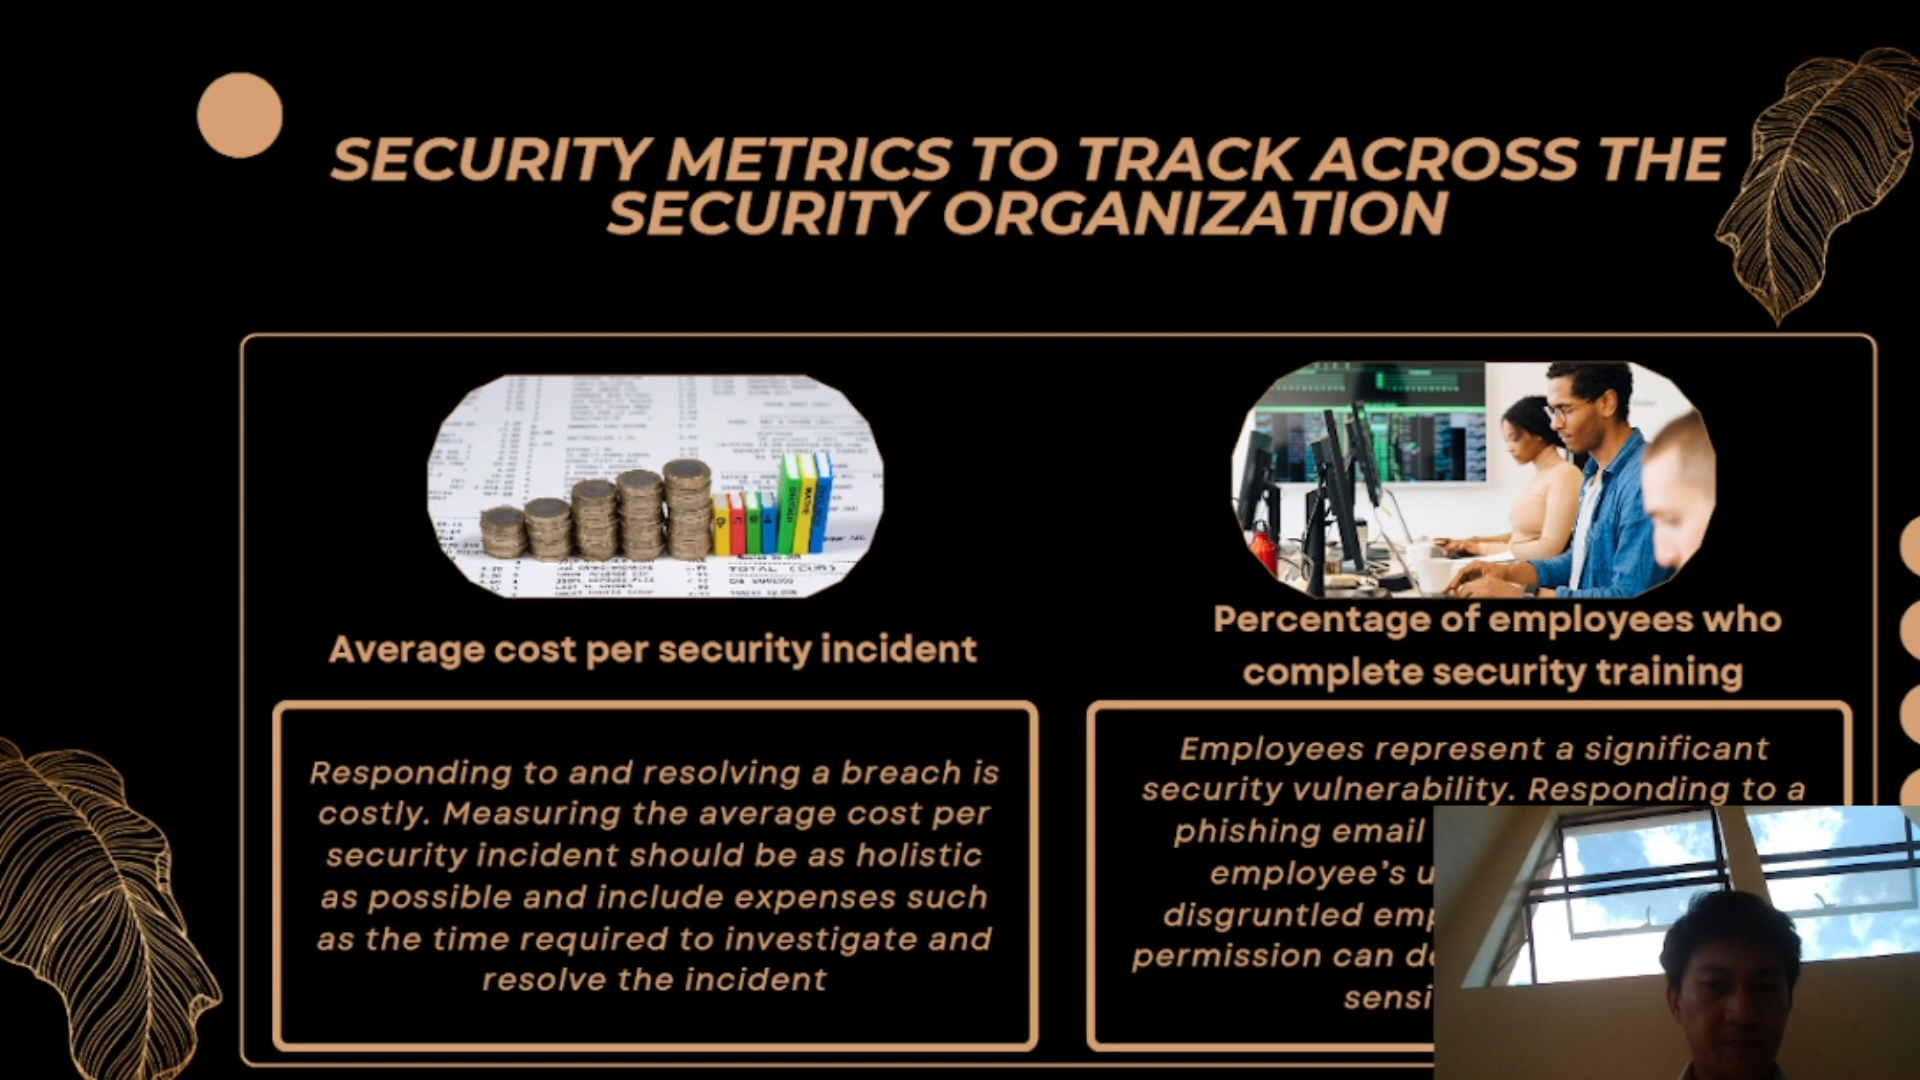 SECURITY METRICS TO TRACK ACROSS THE
SECURITY ORGANIZATION
Average cost per security incident
Responding to and resolving a breach is
costly. Measuring the average cost per
security incident should be as holistic
as possible and include expenses such
as the time required to investigate and
resolve the incident
Percentage of employees who
complete security training
Employees represent a significant
security vulnerability. Responding to a
phishing email
employee's
disgruntled
permission can
TOTAL (EUR)